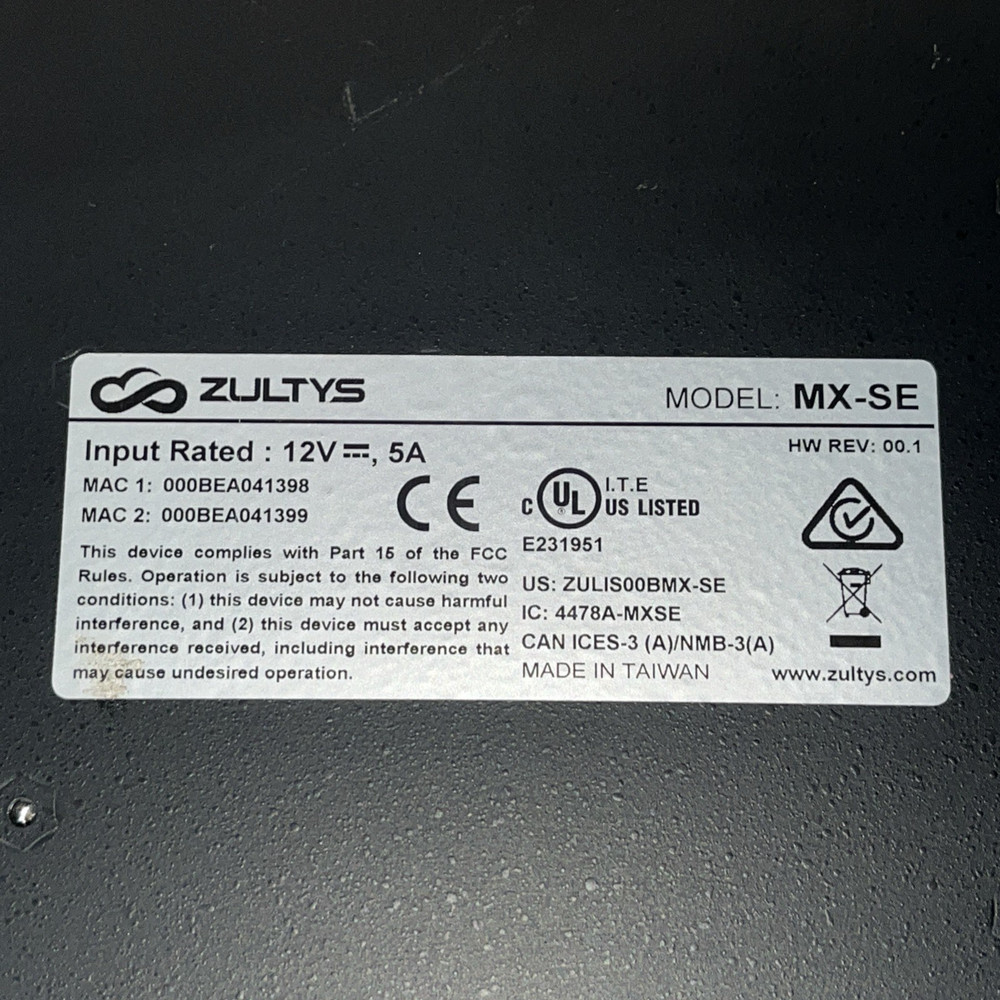 ZULTYS
MODEL: MX-SE
Input Rated : 12V⎓, 5A
HW REV: 00.1
MAC 1: 000BEA041398
MAC 2: 000BEA041399
CE
C UL ® I.T.E
US LISTED
E231951
This device complies with Part 15 of the FCC
Rules. Operation is subject to the following two
conditions: (1) this device may not cause harmful
interference, and (2) this device must accept any
interference received, including interference that
may cause undesired operation.
US: ZULIS00BMX-SE
IC: 4478A-MXSE
CAN ICES-3 (A)/NMB-3(A)
MADE IN TAIWAN
www.zultys.com